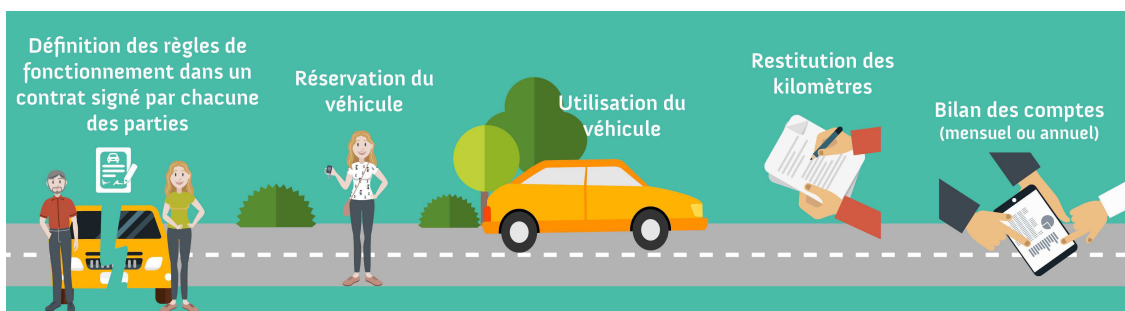 Définition des règles de
fonctionnement dans un
contrat signé par chacune
des parties
Réservation du
véhicule
Utilisation du
véhicule
Restitution des
kilomètres
Bilan des comptes
(mensuel ou annuel)